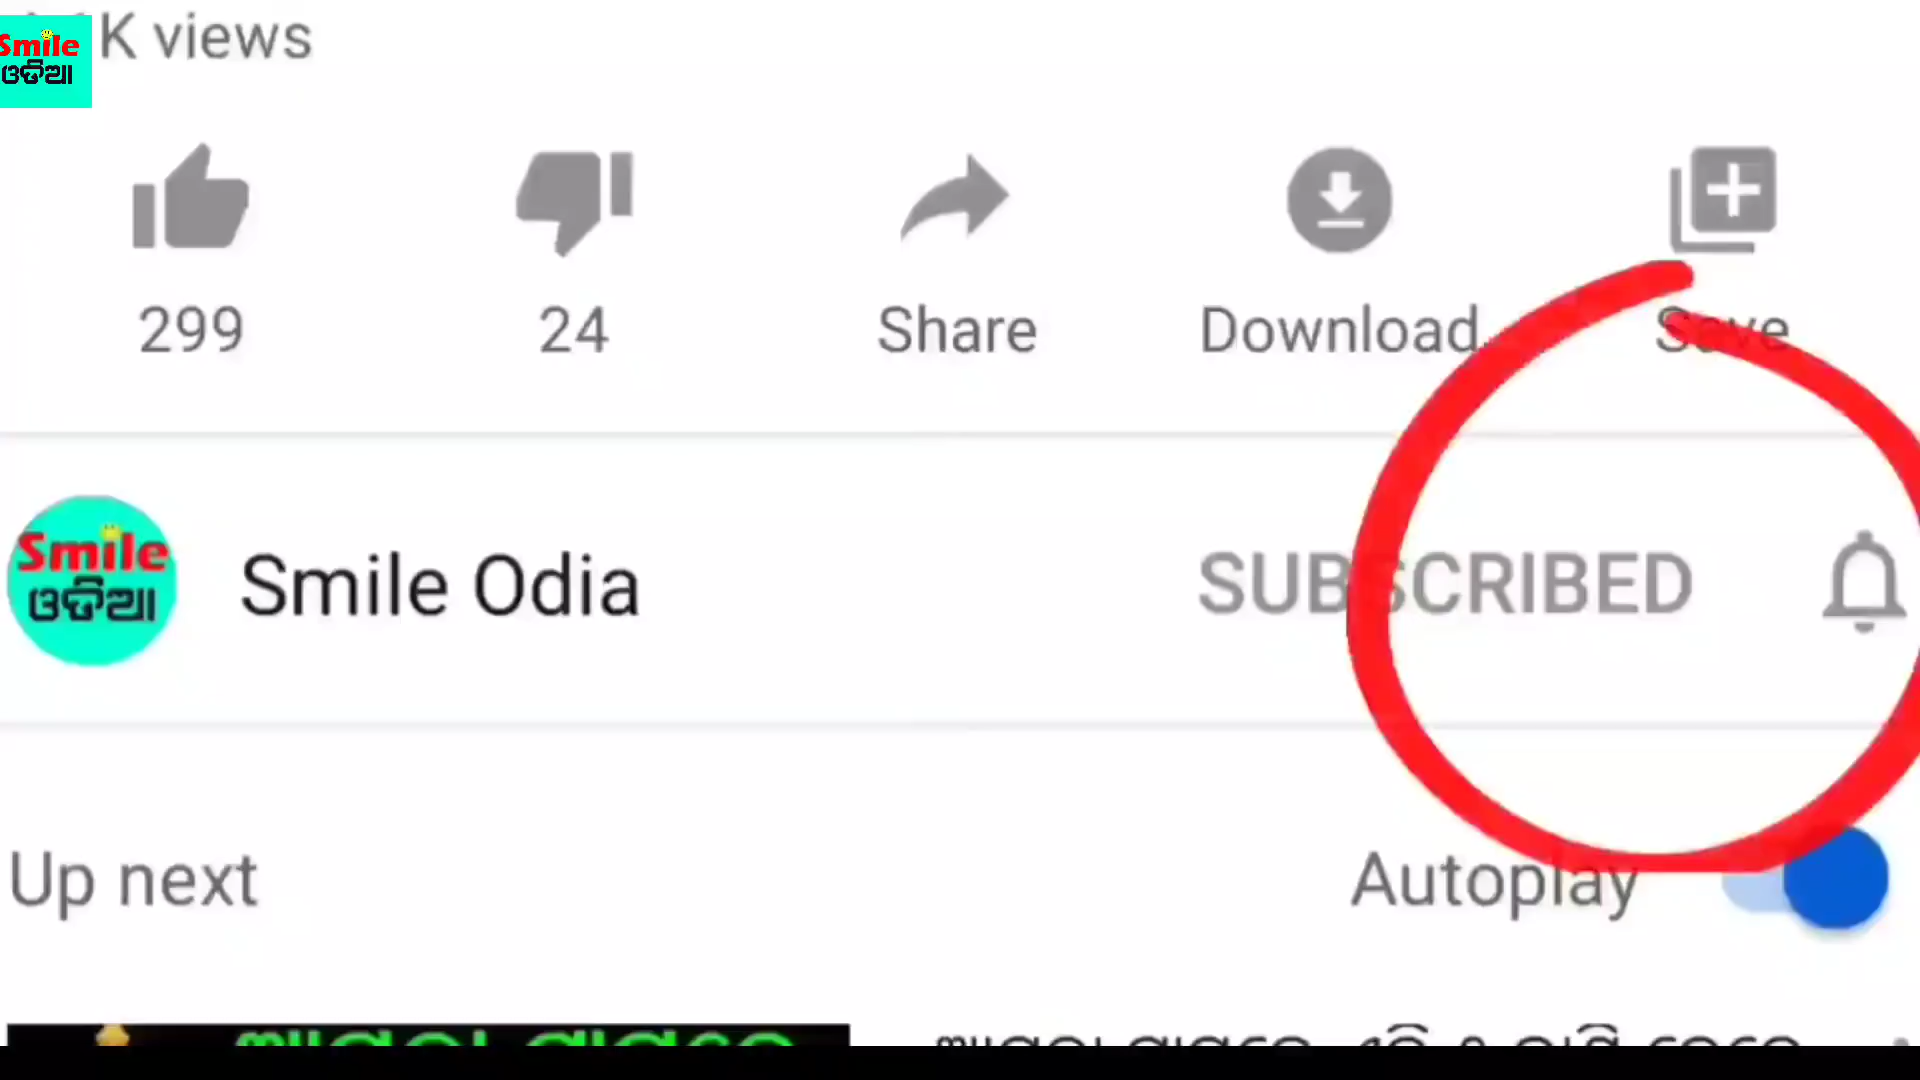 K views
Smile
ଓଡିଆ
299
24
Share
Download
Save
Smile
ଓଡିଆ
Smile Odia
SUBSCRIBED
Up next
Autoplay